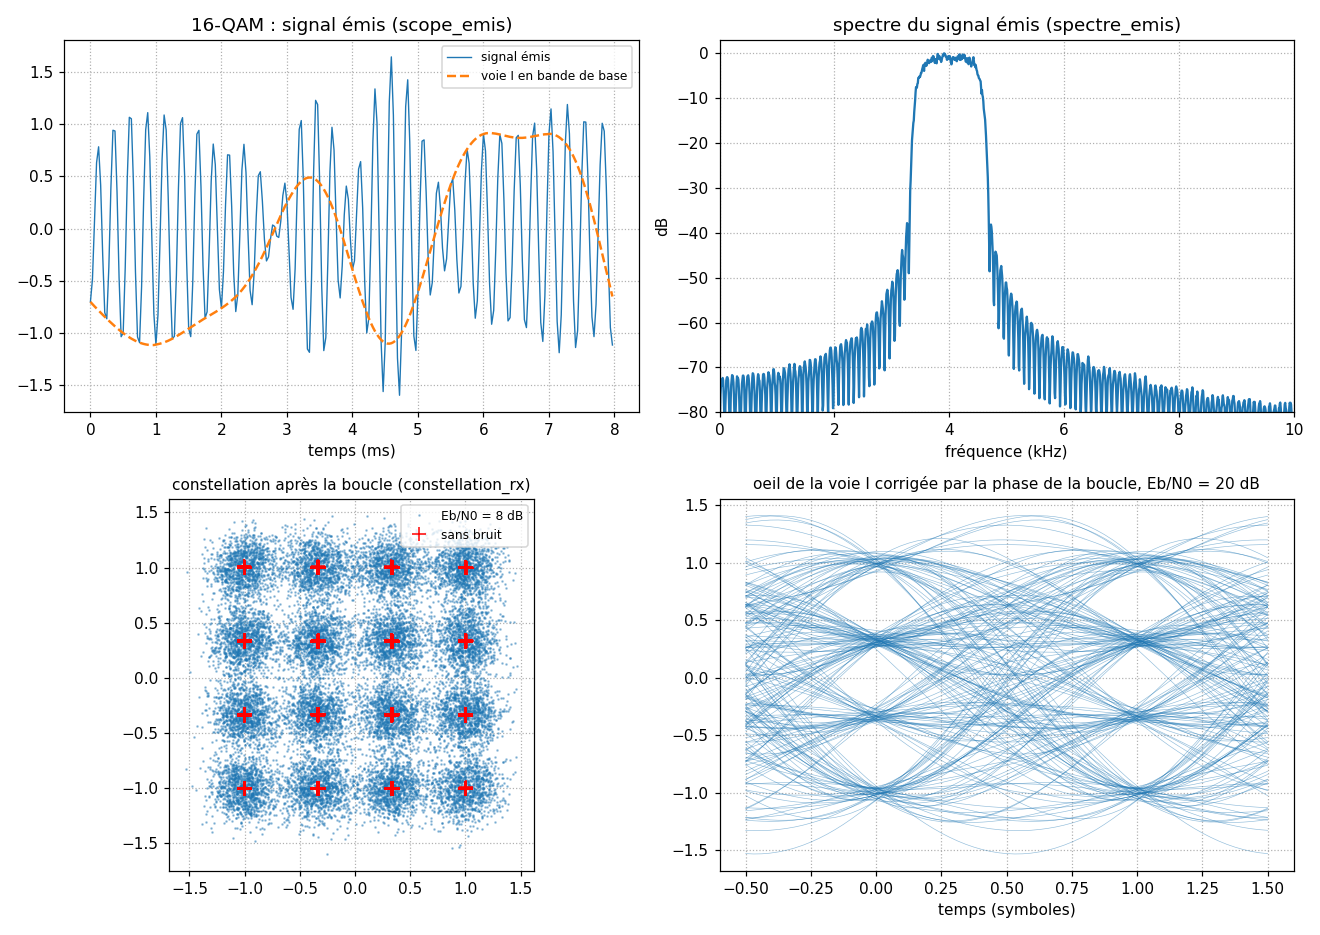 16-QAM : signal émis (scope_emis)
signal émis
voie I en bande de base
1.5
1.0
0.5
0.0
−0.5
−1.0
−1.5
0 1 2 3 4 5 6 7 8
temps (ms)
spectre du signal émis (spectre_emis)
dB
0
−10
−20
−30
−40
−50
−60
−70
−80
0 2 4 6 8 10
fréquence (kHz)
constellation après la boucle (constellation_rx)
Eb/N0 = 8 dB
sans bruit
1.5
1.0
0.5
0.0
−0.5
−1.0
−1.5
−1.5 −1.0 −0.5 0.0 0.5 1.0 1.5
oeil de la voie I corrigée par la phase de la boucle, Eb/N0 = 20 dB
1.5
1.0
0.5
0.0
−0.5
−1.0
−1.5
−0.50 −0.25 0.00 0.25 0.50 0.75 1.00 1.25 1.50
temps (symboles)